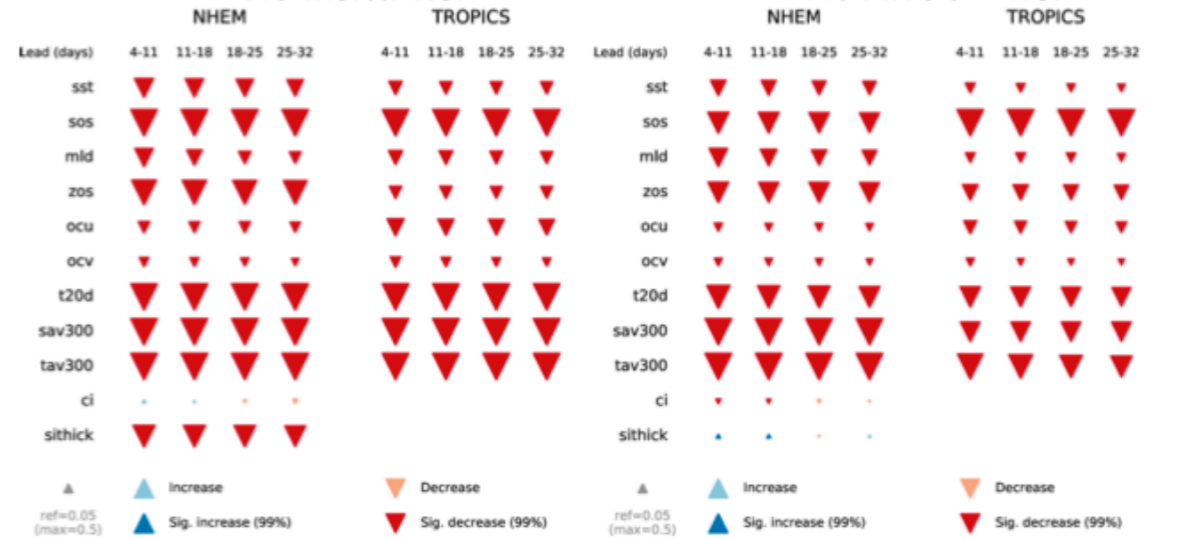 NHEM TROPICS NHEM TROPICS
Lead (days) 4-11 11-18 18-25 25-32 4-11 11-18 18-25 25-32 Lead (days) 4-11 11-18 18-25 25-32 4-11 11-18 18-25 25-32
sst sst
sos sos
mld mld
zos zos
ocu ocu
ocv ocv
t20d t20d
sav300 sav300
tav300 tav300
ci ci
sithick sithick
Increase Decrease Increase Decrease
ref=0.05 Sig. increase (99%) Sig. decrease (99%) ref=0.05 Sig. increase (99%) Sig. decrease (99%)
(max=0.5) (max=0.5)